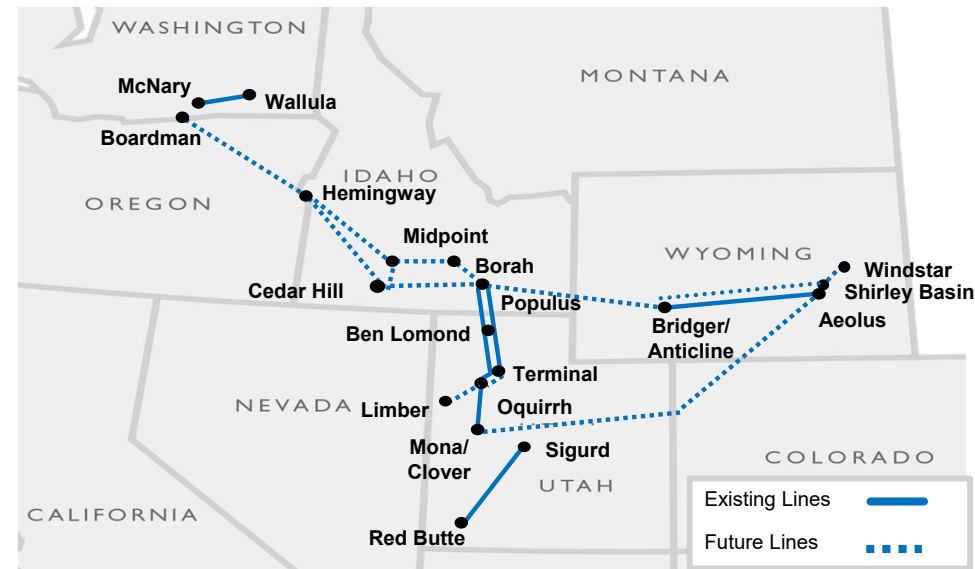 WASHINGTON
MONTANA
McNary
Wallula
Boardman
IDAHO
Hemingway
OREGON
Midpoint
WYOMING
Borah
Windstar
Cedar Hill
Shirley Basin
Populus
Aeolus
Ben Lomond
Bridger/
Anticline
Terminal
NEVADA
Limber
Oquirrh
Mona/
Clover
Sigurd
COLORADO
UTAH
Existing Lines
CALIFORNIA
Red Butte
Future Lines